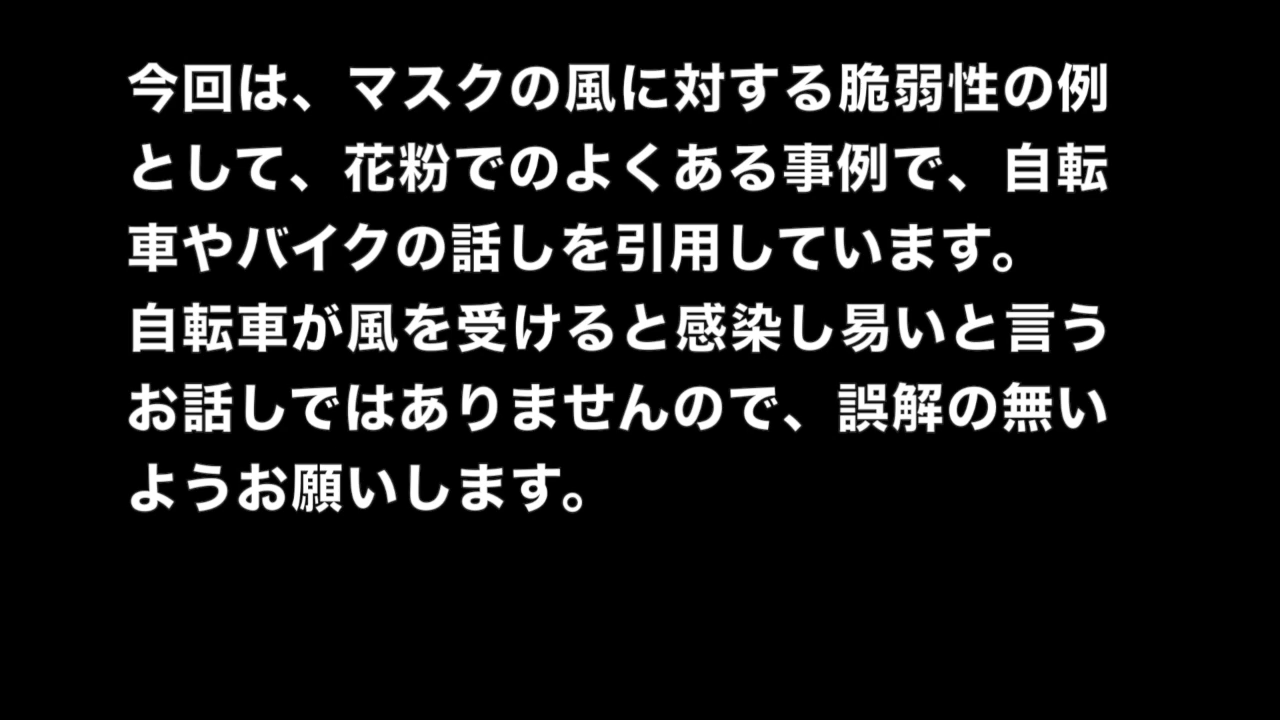 今回は、マスクの風に対する脆弱性の例
として、花粉でのよくある事例で、自転
車やバイクの話しを引用しています。
自転車が風を受けると感染し易いと言う
お話しではありませんので、誤解の無い
ようお願いします。